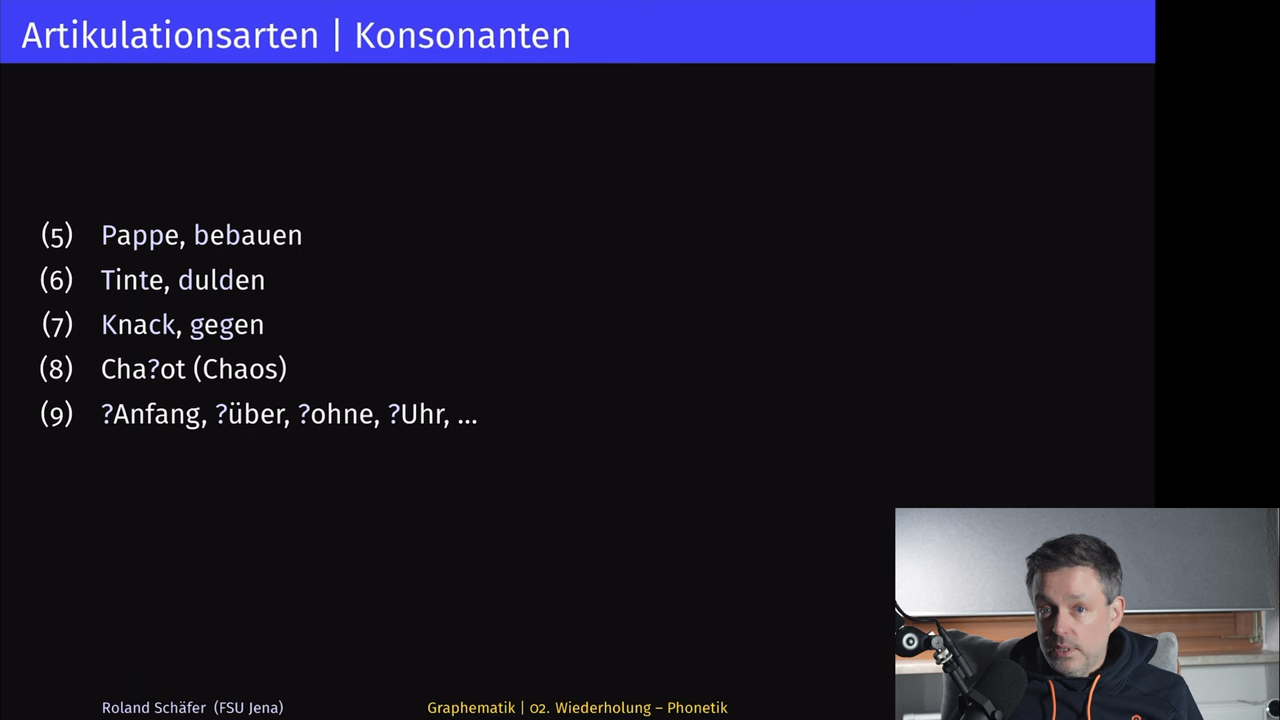 Artikulationsarten | Konsonanten
(5) Pappe, bebauen
(6) Tinte, dulden
(7) Knack, gegen
(8) Cha?ot (Chaos)
(9) ?Anfang, ?über, ?ohne, ?Uhr, ...
Roland Schäfer (FSU Jena) Graphematik | 02. Wiederholung – Phonetik